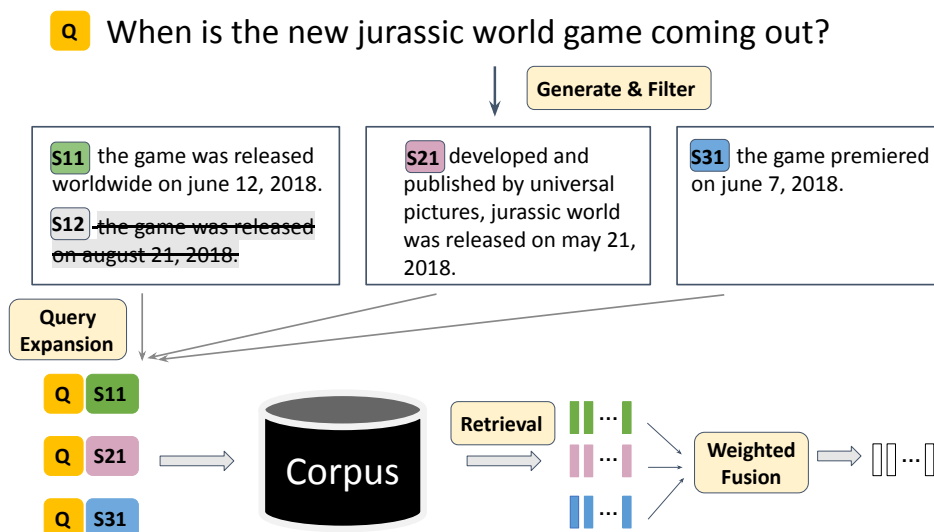 Q When is the new jurassic world game coming out?
Generate & Filter
S11 the game was released
worldwide on june 12, 2018.
S12 the game was released
on august 21, 2018.
S21 developed and
published by universal
pictures, jurassic world
was released on may 21,
2018.
S31 the game premiered
on june 7, 2018.
Query
Expansion
Q S11
Q S21
Q S31
Corpus
Retrieval
...
...
...
Weighted
Fusion
...